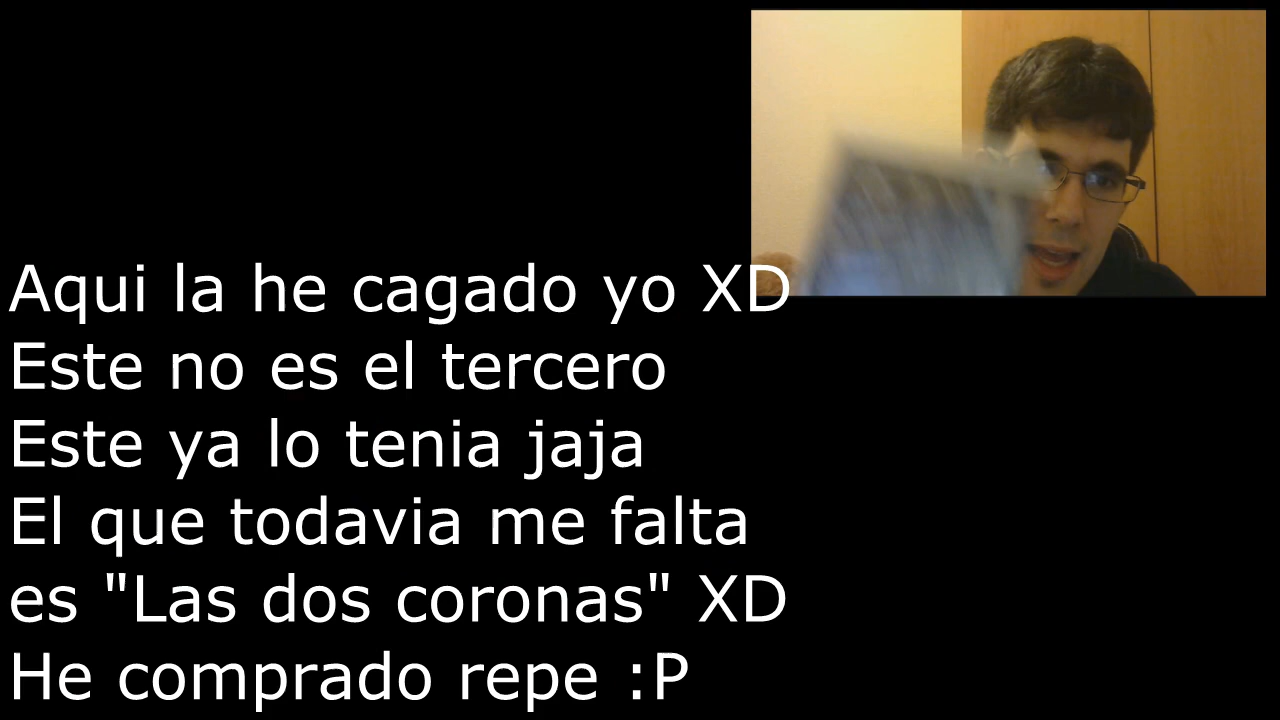 Aqui la he cagado yo XD
Este no es el tercero
Este ya lo tenia jaja
El que todavia me falta
es "Las dos coronas" XD
He comprado repe :P